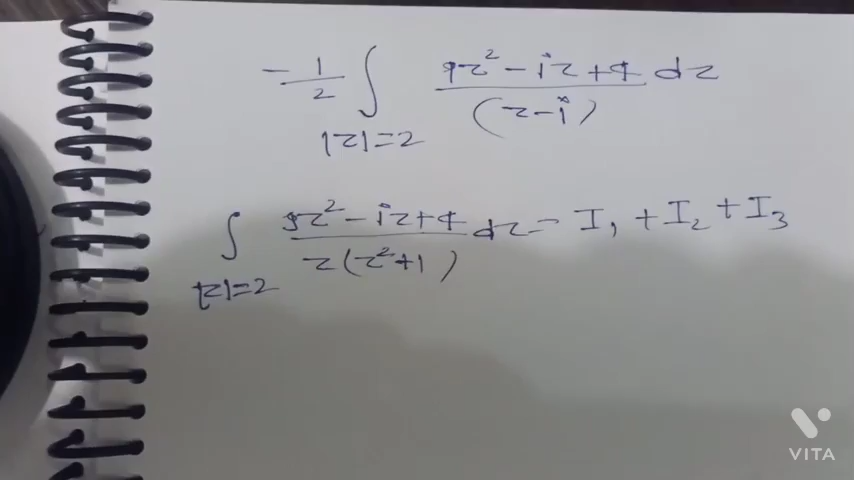 - 1/2 ∫ 9z² - iz + 4 / (z - i) dz
|z|=2
∫ 9z² - iz + 4 / z(z² + 1) dz = I₁ + I₂ + I₃
|z|=2
VITA